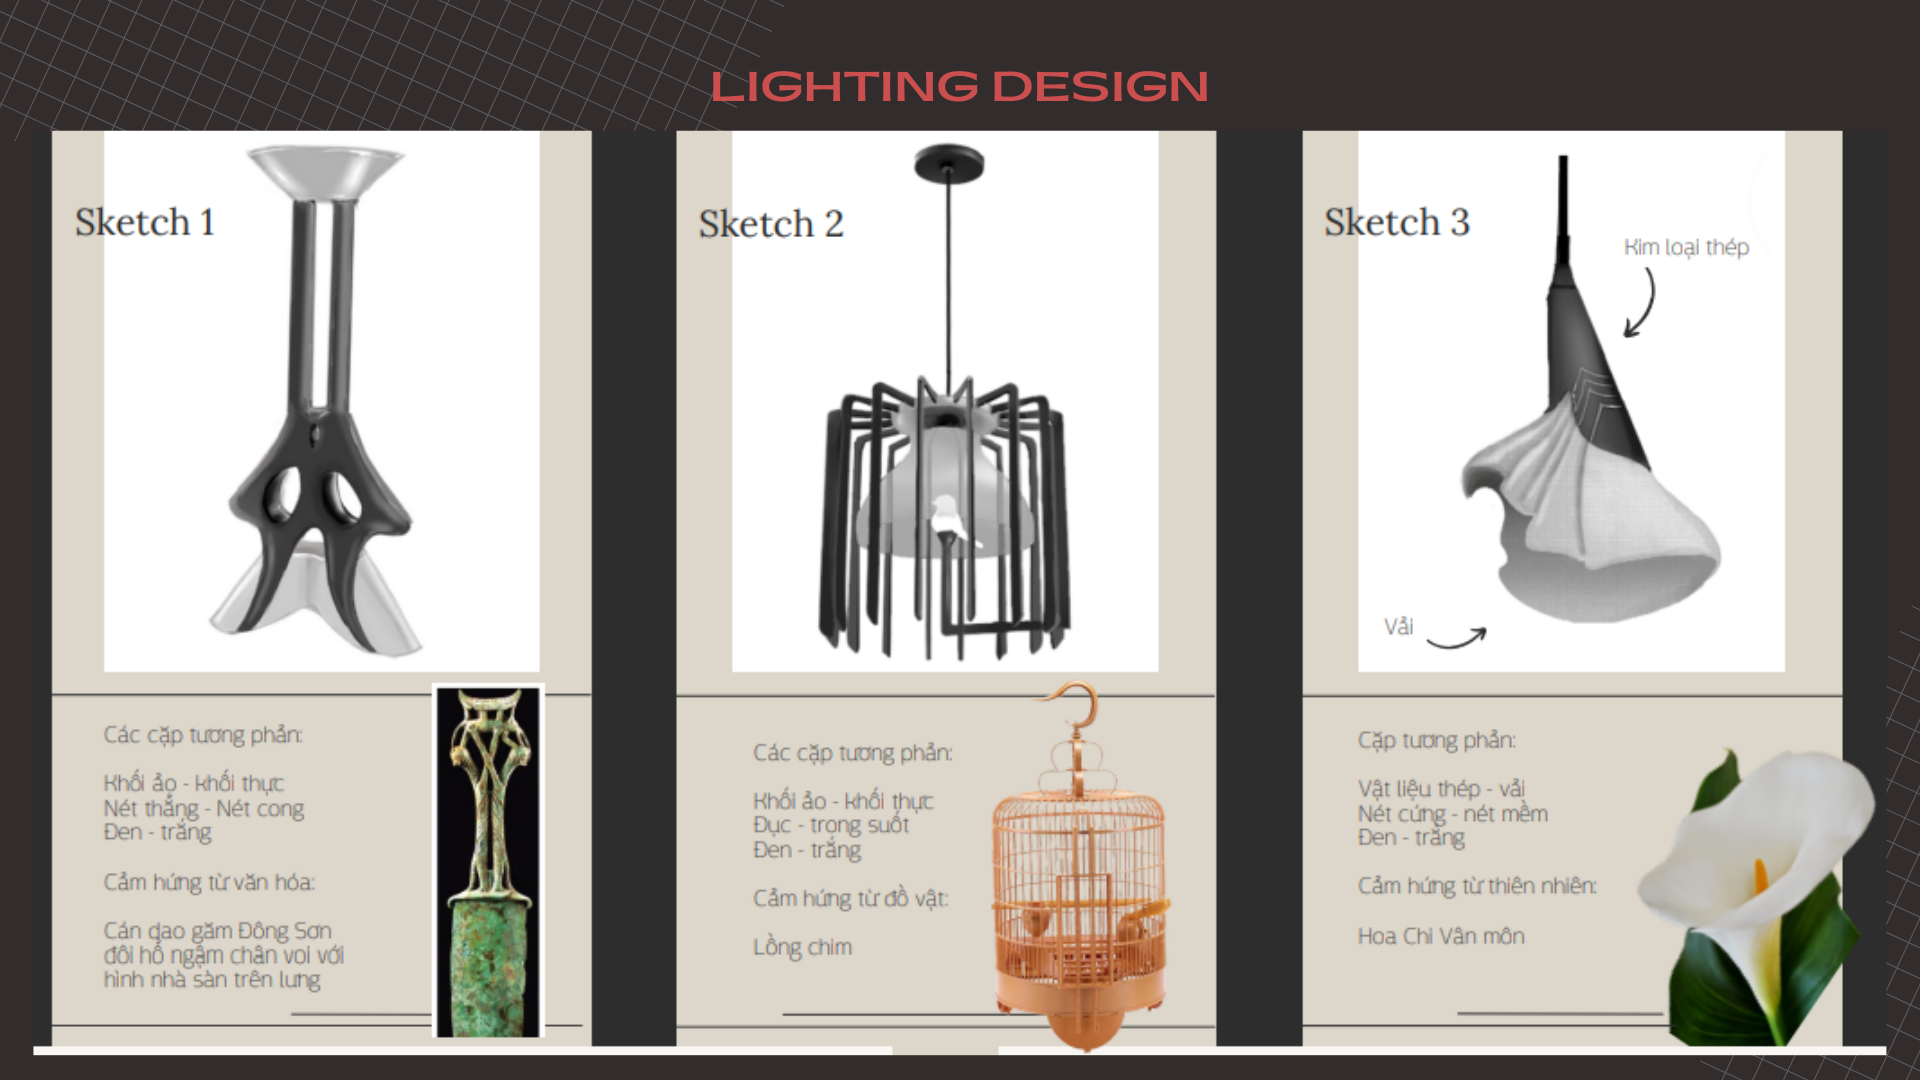 LIGHTING DESIGN
Sketch 1
Các cặp tương phản:
Khối ảo - khối thực
Nét thẳng - Nét cong
Đen - trắng
Cảm hứng từ văn hóa:
Cán dao găm Đông Sơn
đôi hổ ngậm chân voi với
hình nhà sàn trên lưng
Sketch 2
Các cặp tương phản:
Khối ảo - khối thực
Đục - trong suốt
Đen - trắng
Cảm hứng từ đồ vật:
Lồng chim
Sketch 3
Kim loại thép
Vải
Cặp tương phản:
Vật liệu thép - vải
Nét cứng - nét mềm
Đen - trắng
Cảm hứng từ thiên nhiên:
Hoa Chi Vân môn